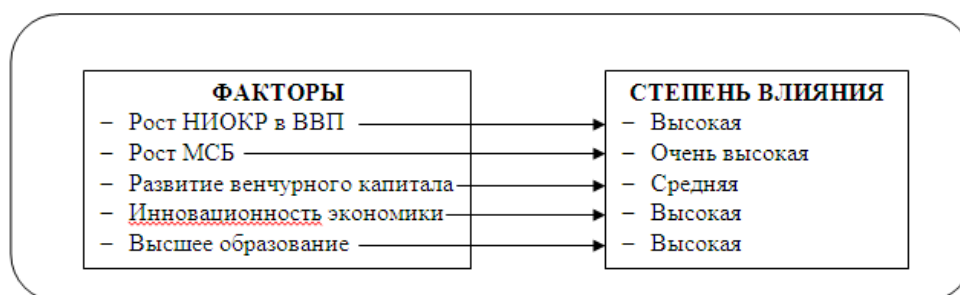 ФАКТОРЫ
– Рост НИОКР в ВВП
– Рост МСБ
– Развитие венчурного капитала
– Инновационность экономики
– Высшее образование
СТЕПЕНЬ ВЛИЯНИЯ
– Высокая
– Очень высокая
– Средняя
– Высокая
– Высокая